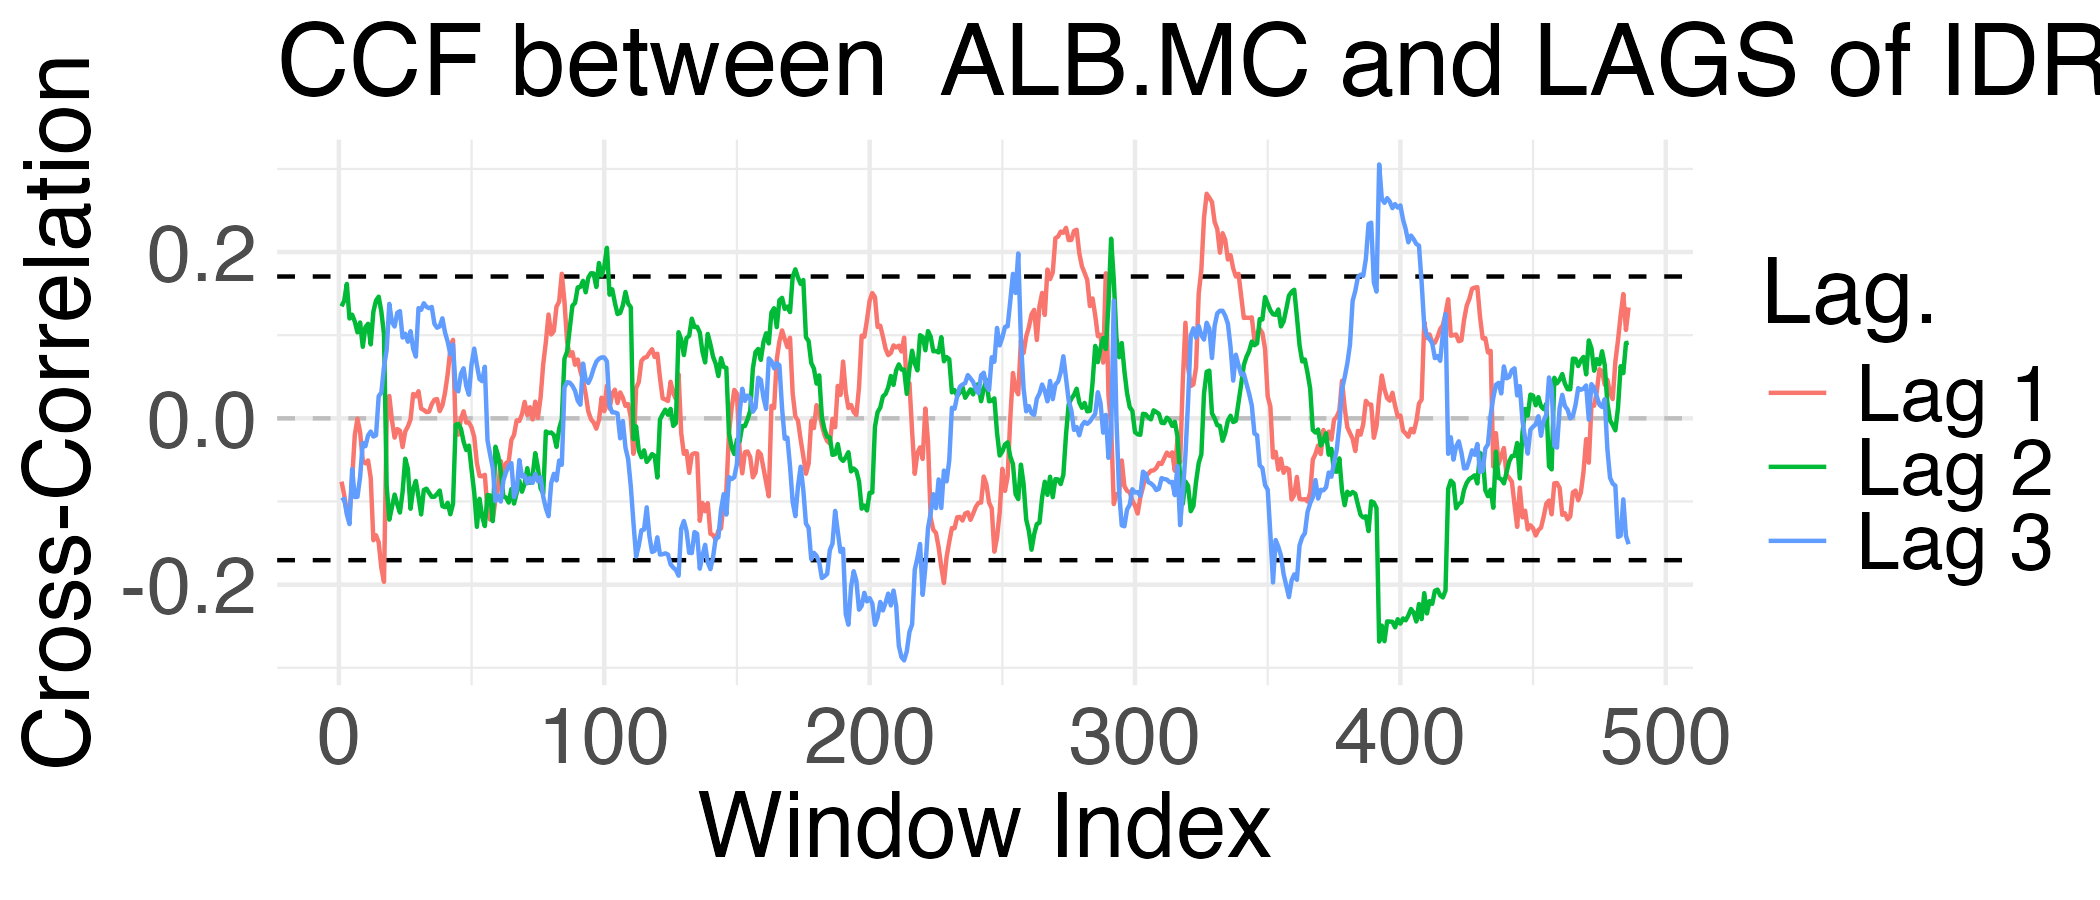 CCF between ALB.MC and LAGS of IDR
Cross-Correlation
0.2
0.0
-0.2
0
100
200
300
400
500
Window Index
Lag.
Lag 1
Lag 2
Lag 3